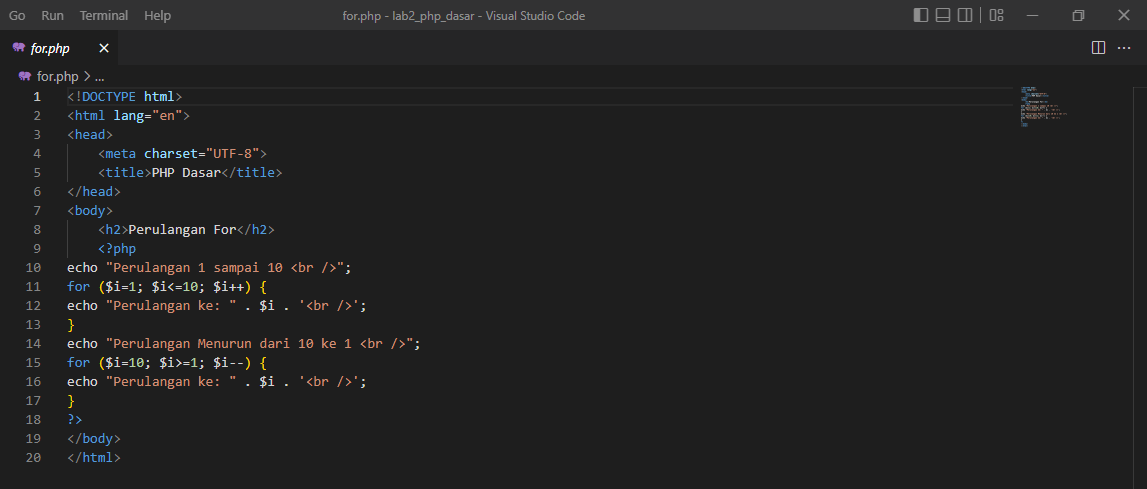 Go Run Terminal Help for.php - lab2_php_dasar - Visual Studio Code
for.php
for.php > ...
1 <!DOCTYPE html>
2 <html lang="en">
3 <head>
4     <meta charset="UTF-8">
5     <title>PHP Dasar</title>
6 </head>
7 <body>
8     <h2>Perulangan For</h2>
9     <?php
10 echo "Perulangan 1 sampai 10 <br />";
11 for ($i=1; $i<=10; $i++) {
12 echo "Perulangan ke: " . $i . '<br />';
13 }
14 echo "Perulangan Menurun dari 10 ke 1 <br />";
15 for ($i=10; $i>=1; $i--) {
16 echo "Perulangan ke: " . $i . '<br />';
17 }
18 ?>
19 </body>
20 </html>